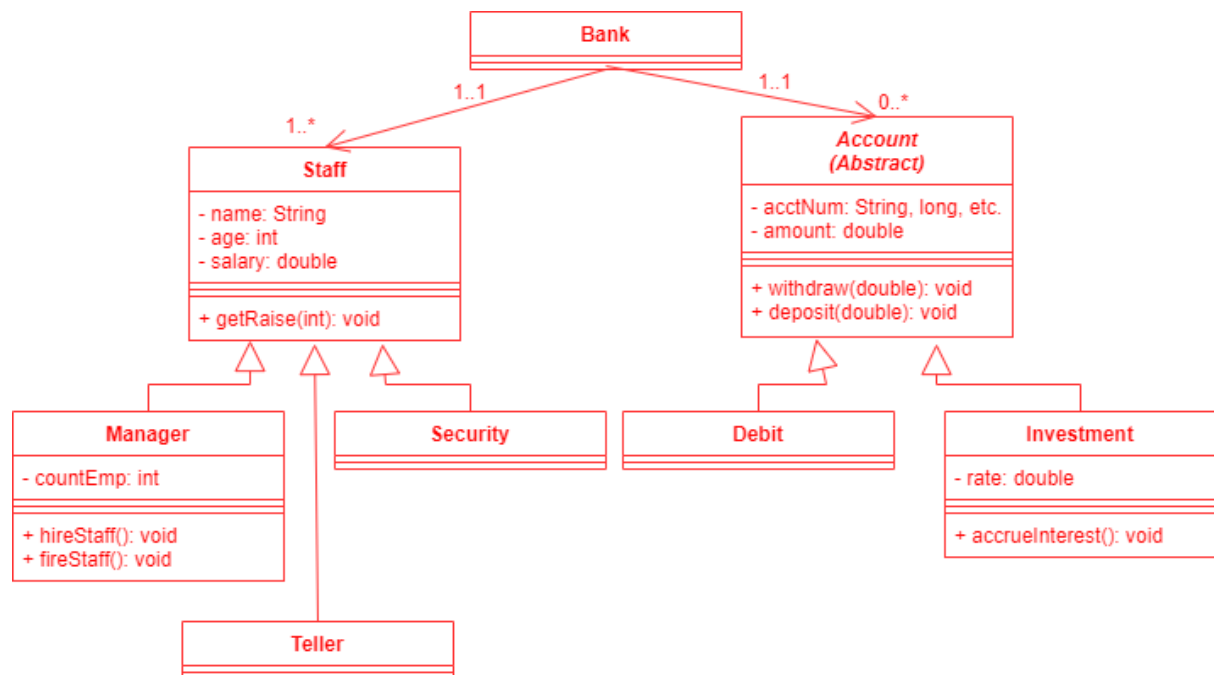 Bank
1..1
1..1
1..*
0..*
Staff
- name: String
- age: int
- salary: double
+ getRaise(int): void
Account
(Abstract)
- acctNum: String, long, etc.
- amount: double
+ withdraw(double): void
+ deposit(double): void
Manager
- countEmp: int
+ hireStaff(): void
+ fireStaff(): void
Security
Debit
Investment
- rate: double
+ accrueInterest(): void
Teller